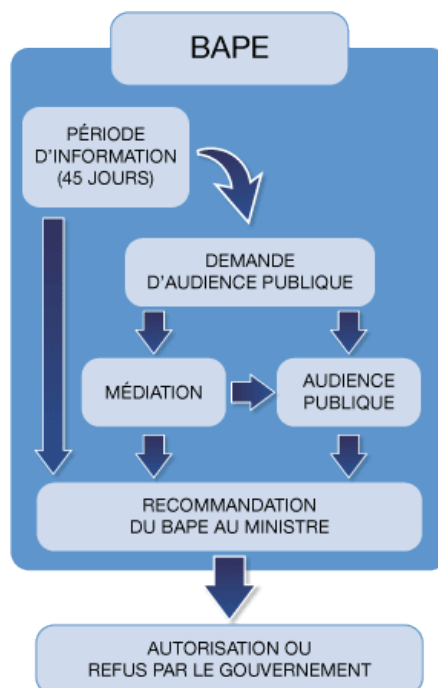 BAPE
PÉRIODE
D'INFORMATION
(45 JOURS)
DEMANDE
D'AUDIENCE PUBLIQUE
MÉDIATION
AUDIENCE
PUBLIQUE
RECOMMANDATION
DU BAPE AU MINISTRE
AUTORISATION OU
REFUS PAR LE GOUVERNEMENT